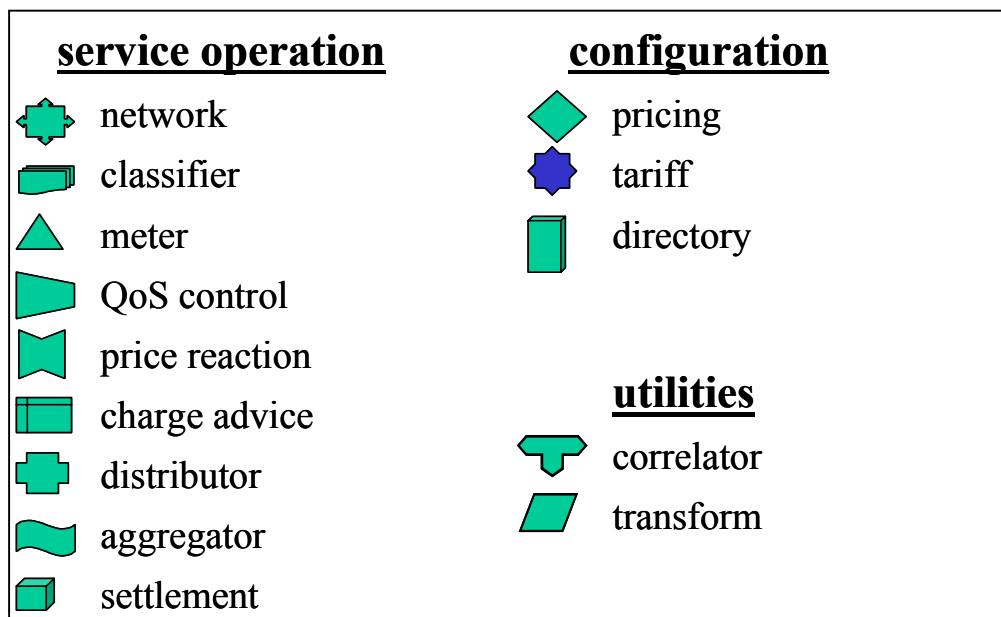 service operation
network
classifier
meter
QoS control
price reaction
charge advice
distributor
aggregator
settlement
configuration
pricing
tariff
directory
utilities
correlator
transform